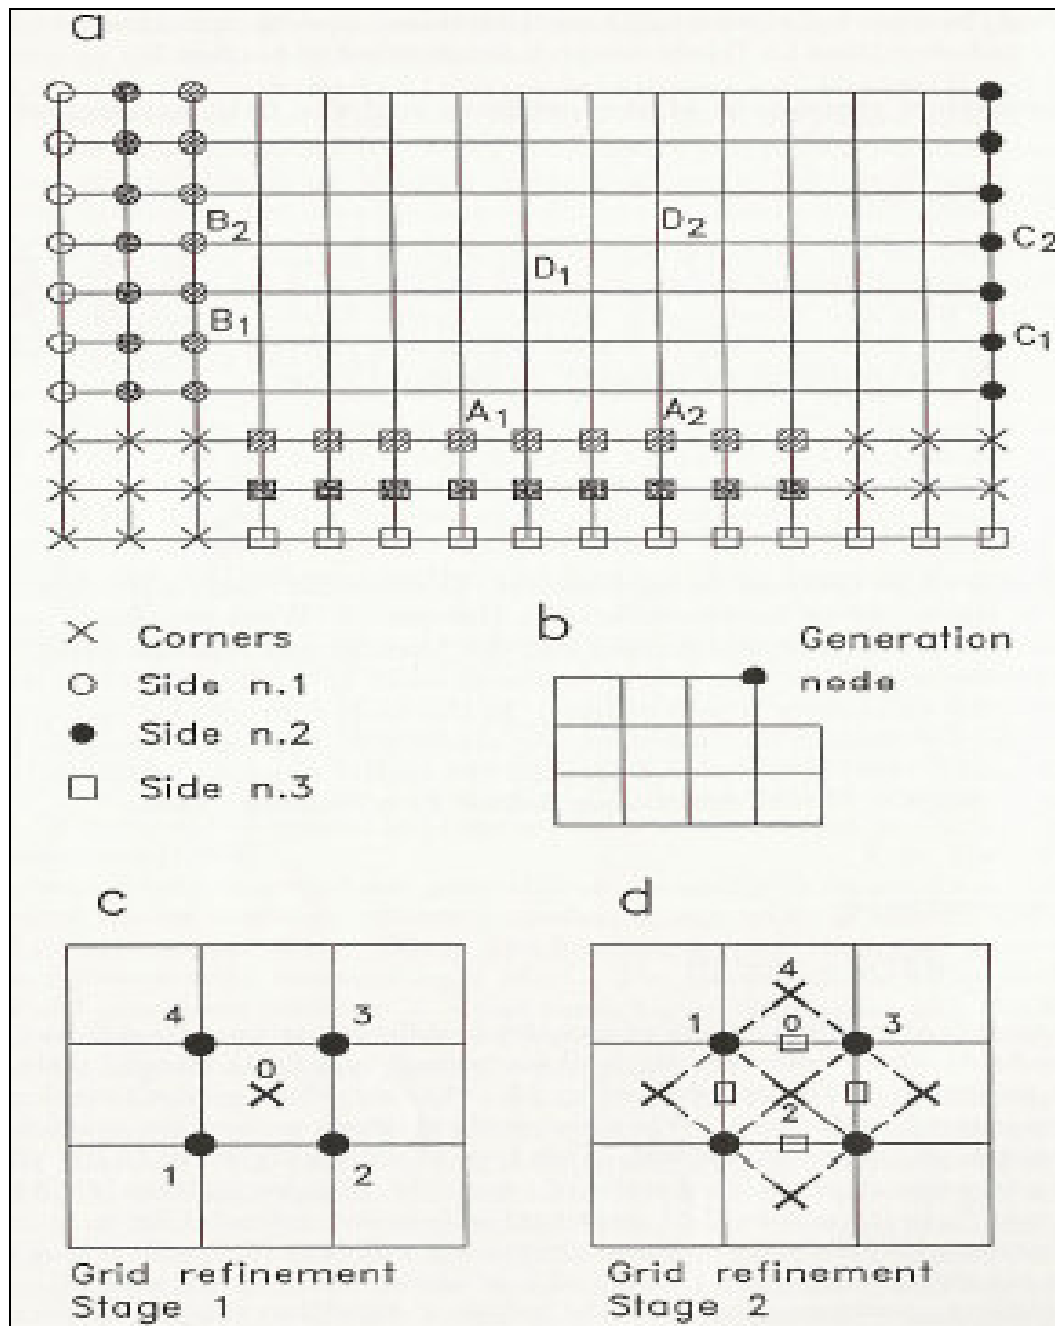 a
B2
D2
C2
D1
B1
C1
A1
A2
Corners
Side n.1
Side n.2
Side n.3
b
Generation
node
c
4
3
0
1
2
Grid refinement
Stage 1
d
4
1
0
3
2
Grid refinement
Stage 2